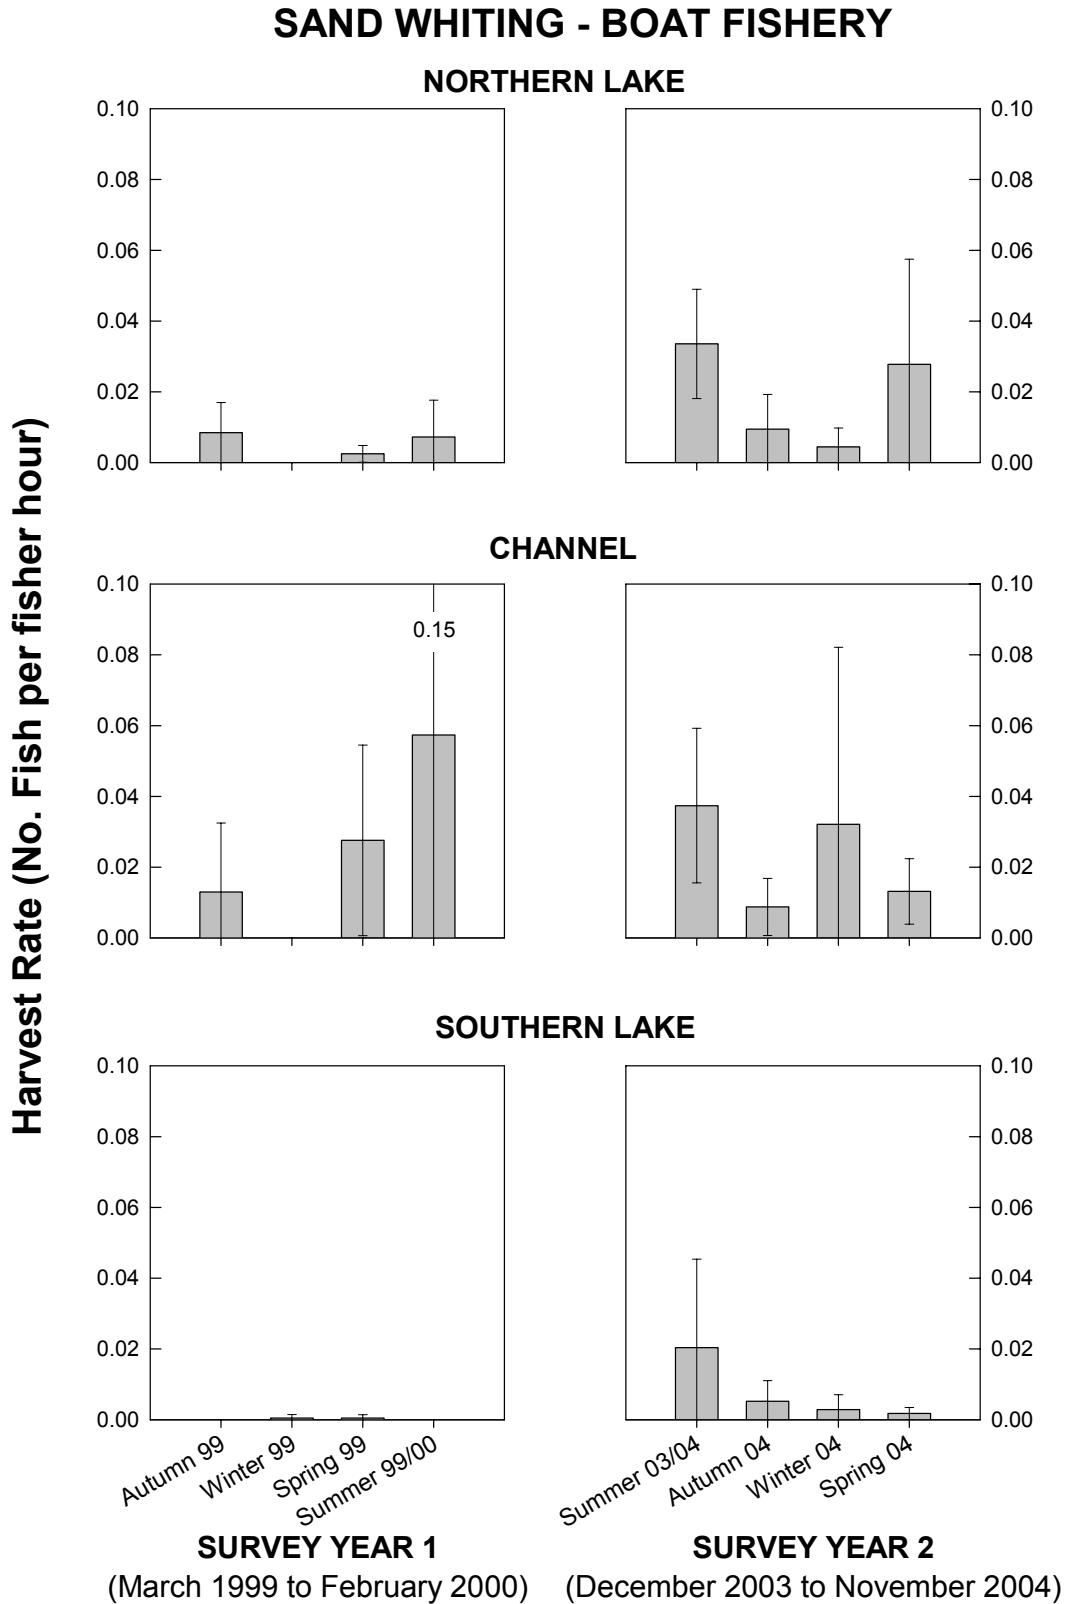 SAND WHITING - BOAT FISHERY
NORTHERN LAKE
0.10 0.10
0.08 0.08
0.06 0.06
0.04 0.04
0.02 0.02
0.00 0.00
CHANNEL
0.10 0.10
0.15
0.08 0.08
0.06 0.06
0.04 0.04
0.02 0.02
0.00 0.00
Harvest Rate (No. Fish per fisher hour)
SOUTHERN LAKE
0.10 0.10
0.08 0.08
0.06 0.06
0.04 0.04
0.02 0.02
0.00 0.00
Autumn 99 Winter 99 Spring 99 Summer 99/00 Summer 03/04 Autumn 04 Winter 04 Spring 04
SURVEY YEAR 1 SURVEY YEAR 2
(March 1999 to February 2000) (December 2003 to November 2004)